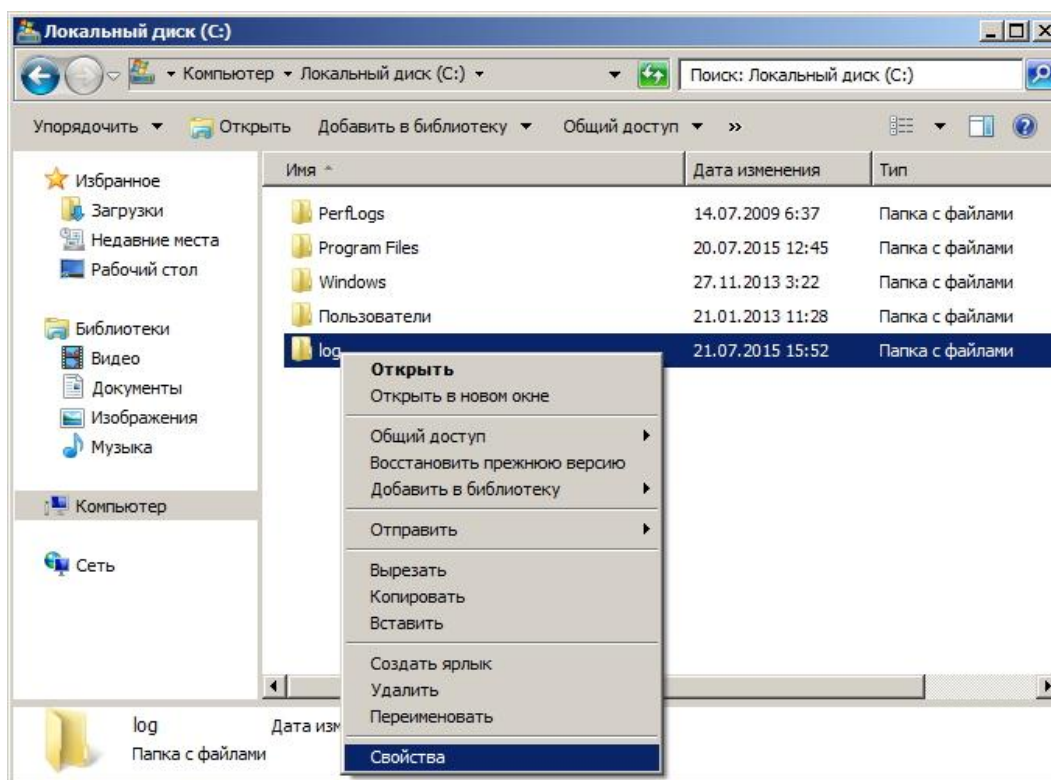 Локальный диск (C:)
Компьютер Локальный диск (C:) Поиск: Локальный диск (C:)
Упорядочить Открыть Добавить в библиотеку Общий доступ »
Имя Дата изменения Тип
Избранное
Загрузки
Недавние места
Рабочий стол
Библиотеки
Видео
Документы
Изображения
Музыка
Компьютер
Сеть
PerfLogs 14.07.2009 6:37 Папка с файлами
Program Files 20.07.2015 12:45 Папка с файлами
Windows 27.11.2013 3:22 Папка с файлами
Пользователи 21.01.2013 11:28 Папка с файлами
log 21.07.2015 15:52 Папка с файлами
Открыть
Открыть в новом окне
Общий доступ
Восстановить прежнюю версию
Добавить в библиотеку
Отправить
Вырезать
Копировать
Вставить
Создать ярлык
Удалить
Переименовать
Свойства
log Дата изм
Папка с файлами